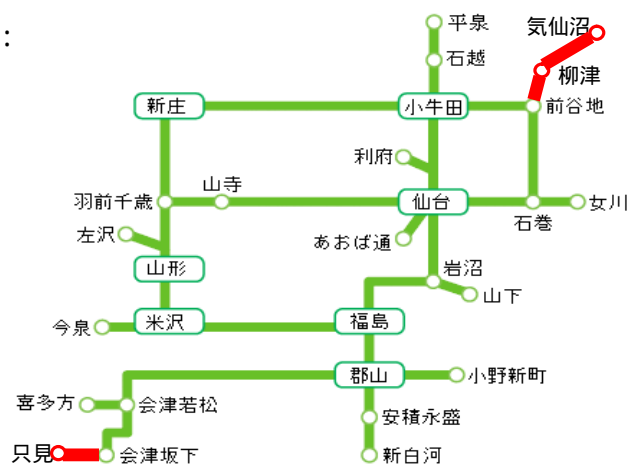 :
平泉
気仙沼
石越
柳津
新庄
小牛田
前谷地
利府
山寺
羽前千歳
仙台
女川
石巻
左沢
あおば通
山形
岩沼
山下
今泉
米沢
福島
郡山
小野新町
喜多方
会津若松
安積永盛
只見
会津坂下
新白河